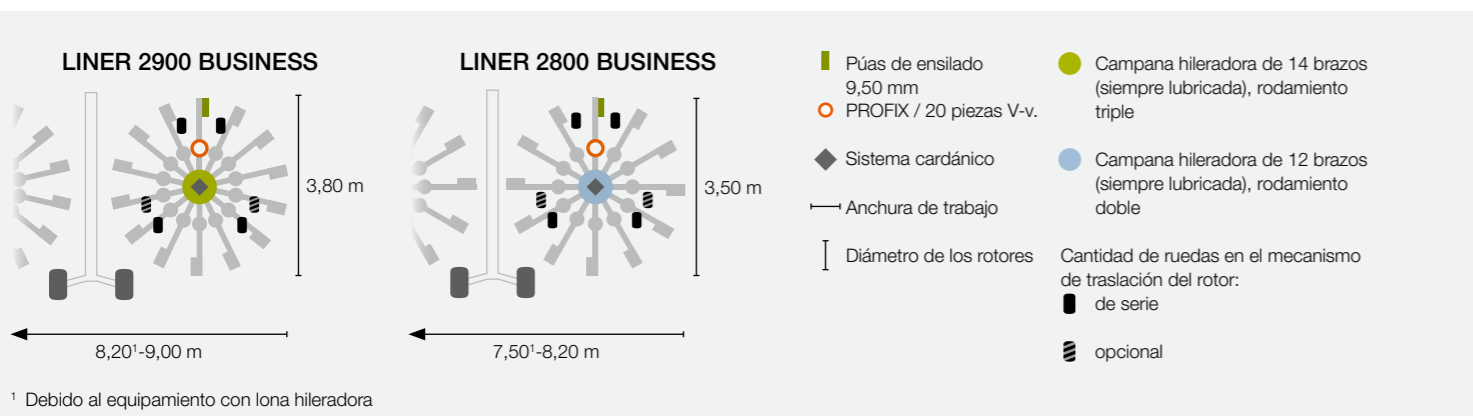 LINER 2900 BUSINESS
3,80 m
8,20¹-9,00 m
LINER 2800 BUSINESS
3,50 m
7,50¹-8,20 m
Púas de ensilado
9,50 mm
PROFIX / 20 piezas V-v.
Sistema cardánico
Anchura de trabajo
Diámetro de los rotores
Campana hileradora de 14 brazos
(siempre lubricada), rodamiento
triple
Campana hileradora de 12 brazos
(siempre lubricada), rodamiento
doble
Cantidad de ruedas en el mecanismo
de traslación del rotor:
de serie
opcional
¹ Debido al equipamiento con lona hileradora